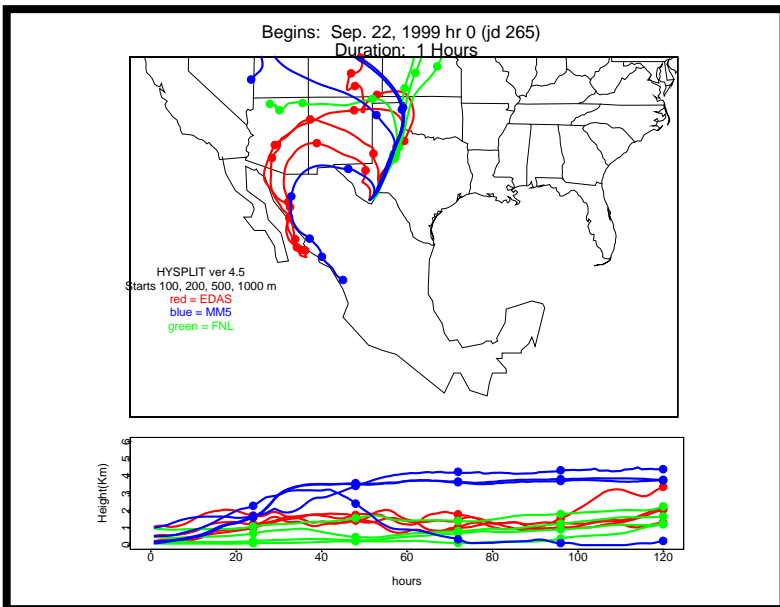 Begins: Sep. 22, 1999 hr 0 (jd 265)
Duration: 1 Hours
HYSPLIT ver 4.5
Starts 100, 200, 500, 1000 m
red = EDAS
blue = MM5
green = FNL
Height(Km)
6
5
4
3
2
1
0
0 20 40 60 80 100 120
hours